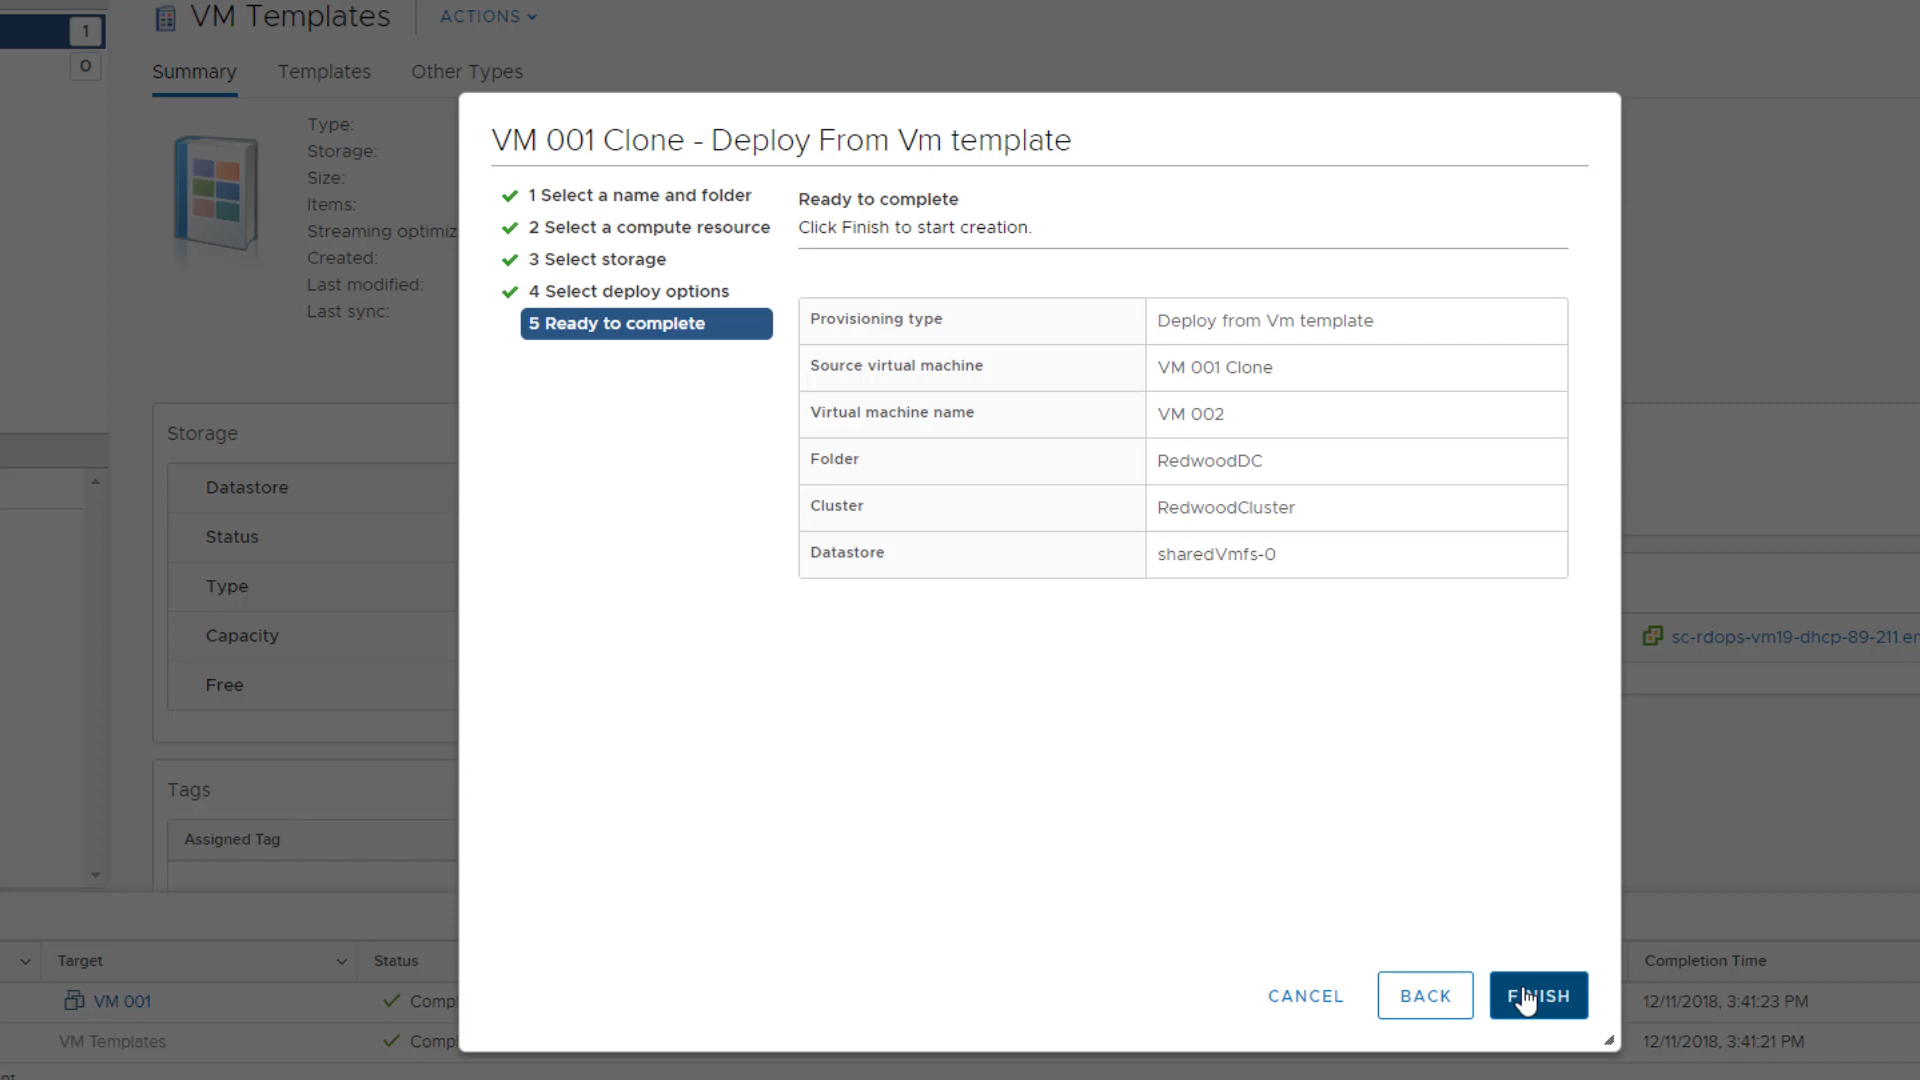 1
0
VM Templates
ACTIONS
Summary
Templates
Other Types
Type:
Storage:
Size:
Items:
Streaming optimiz
Created:
Last modified:
Last sync:
Storage
Datastore
Status
Type
Capacity
Free
Tags
Assigned Tag
VM 001 Clone - Deploy From Vm template
1 Select a name and folder
2 Select a compute resource
3 Select storage
4 Select deploy options
5 Ready to complete
Ready to complete
Click Finish to start creation.
Provisioning type Deploy from Vm template
Source virtual machine VM 001 Clone
Virtual machine name VM 002
Folder RedwoodDC
Cluster RedwoodCluster
Datastore sharedVmfs-0
CANCEL
BACK
FINISH
sc-rdops-vm19-dhcp-89-211.en
Target Status Completion Time
VM 001 Comp 12/11/2018, 3:41:23 PM
VM Templates Comp 12/11/2018, 3:41:21 PM